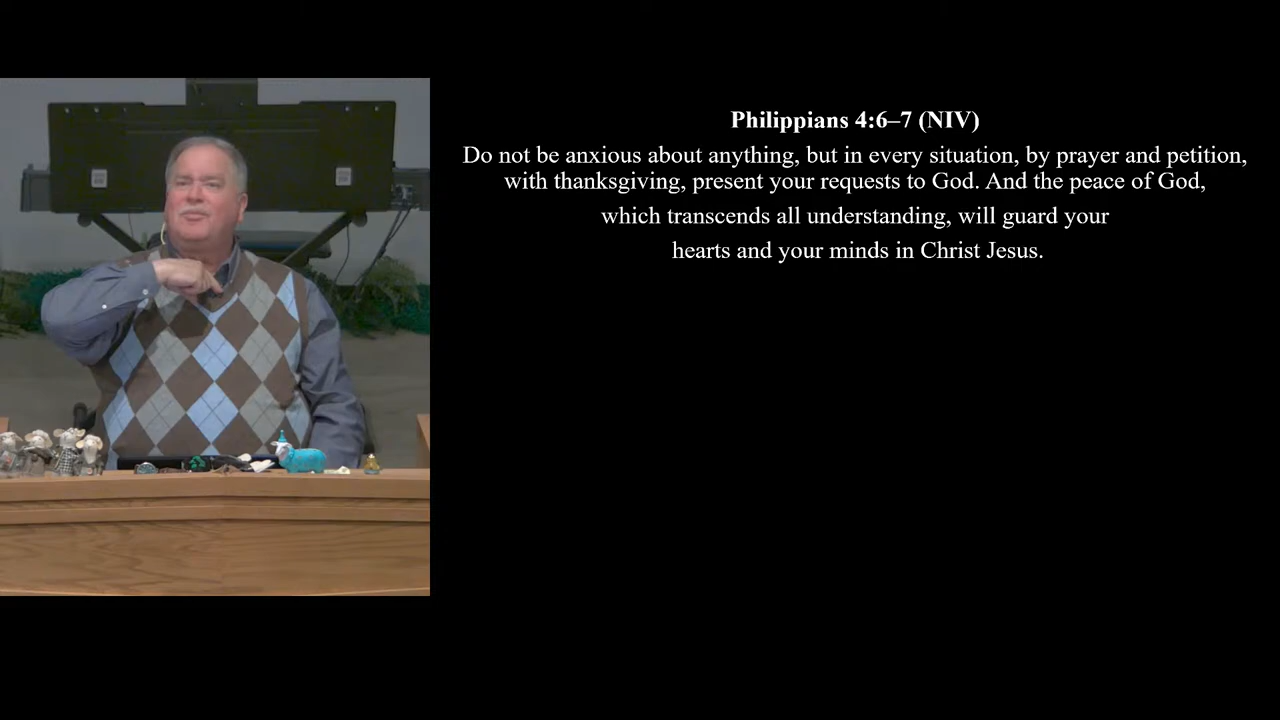 Philippians 4:6–7 (NIV)
Do not be anxious about anything, but in every situation, by prayer and petition,
with thanksgiving, present your requests to God. And the peace of God,
which transcends all understanding, will guard your
hearts and your minds in Christ Jesus.